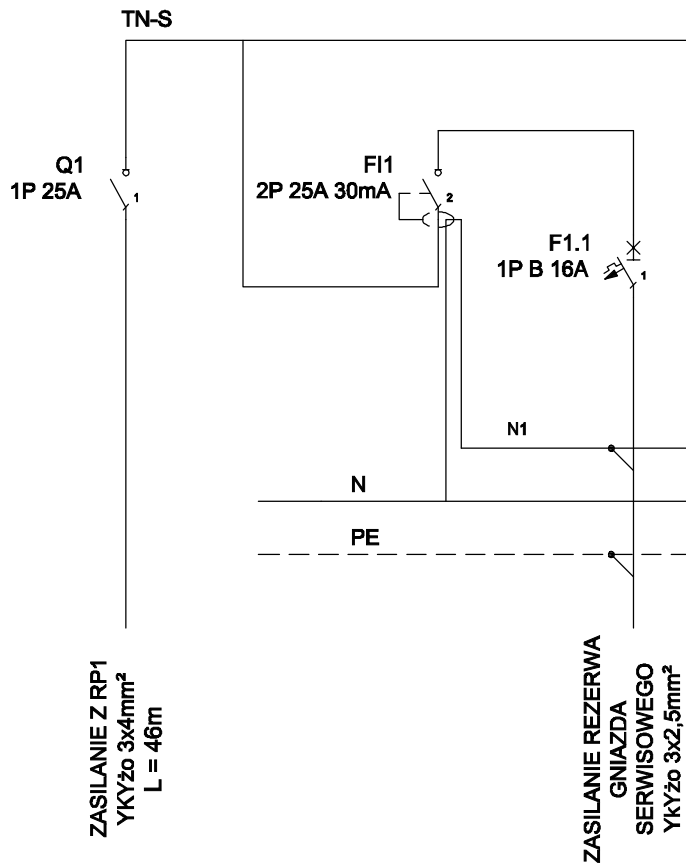 TN-S
Q1
1P 25A
1
FI1
2P 25A 30mA
2
F1.1
1P B 16A
1
N1
N
PE
ZASILANIE Z RP1
YKYżo 3x4mm²
L = 46m
ZASILANIE REZERWA
GNIAZDA
SERWISOWEGO
YkYżo 3x2,5mm²